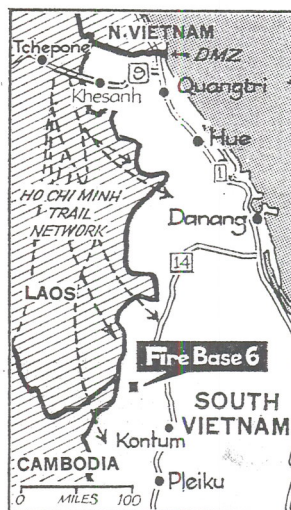 N. VIETNAM
Tchepone
DMZ
9
Khesanh
Quangtri
Hue
1
HO CHI MINH
TRAIL
NETWORK
Danang
14
LAOS
Fire Base 6
SOUTH
VIETNAM
Kontum
CAMBODIA
Pleiku
0 MILES 100